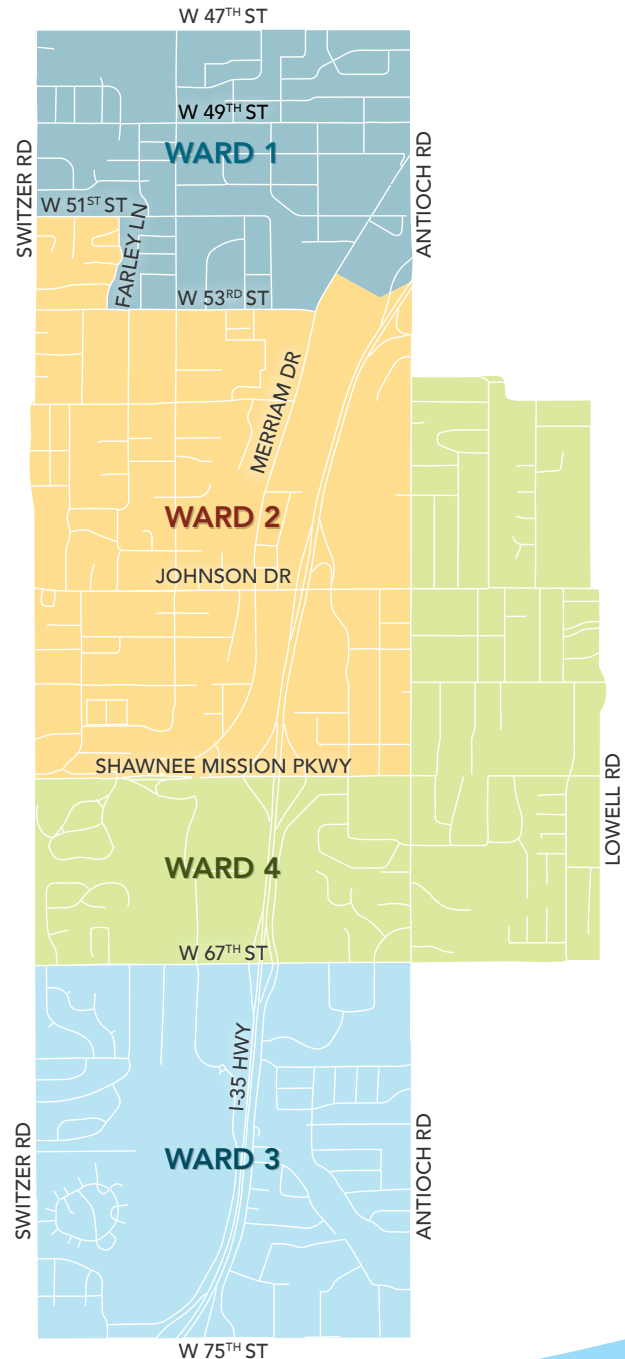 W 47TH ST
W 49TH ST
WARD 1
SWITZER RD
ANTIOCH RD
W 51ST ST
FARLEY LN
W 53RD ST
MERRIAM DR
WARD 2
JOHNSON DR
SHAWNEE MISSION PKWY
LOWELL RD
WARD 4
W 67TH ST
I-35 HWY
WARD 3
SWITZER RD
ANTIOCH RD
W 75TH ST